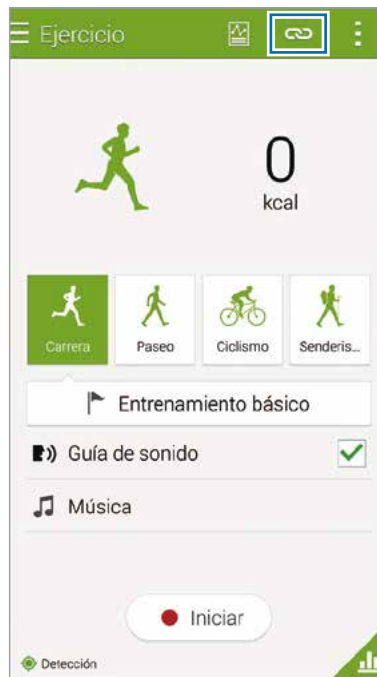 Ejercicio
0
kcal
Carrera
Paseo
Ciclismo
Senderis...
Entrenamiento básico
Guía de sonido
Música
Iniciar
Detección